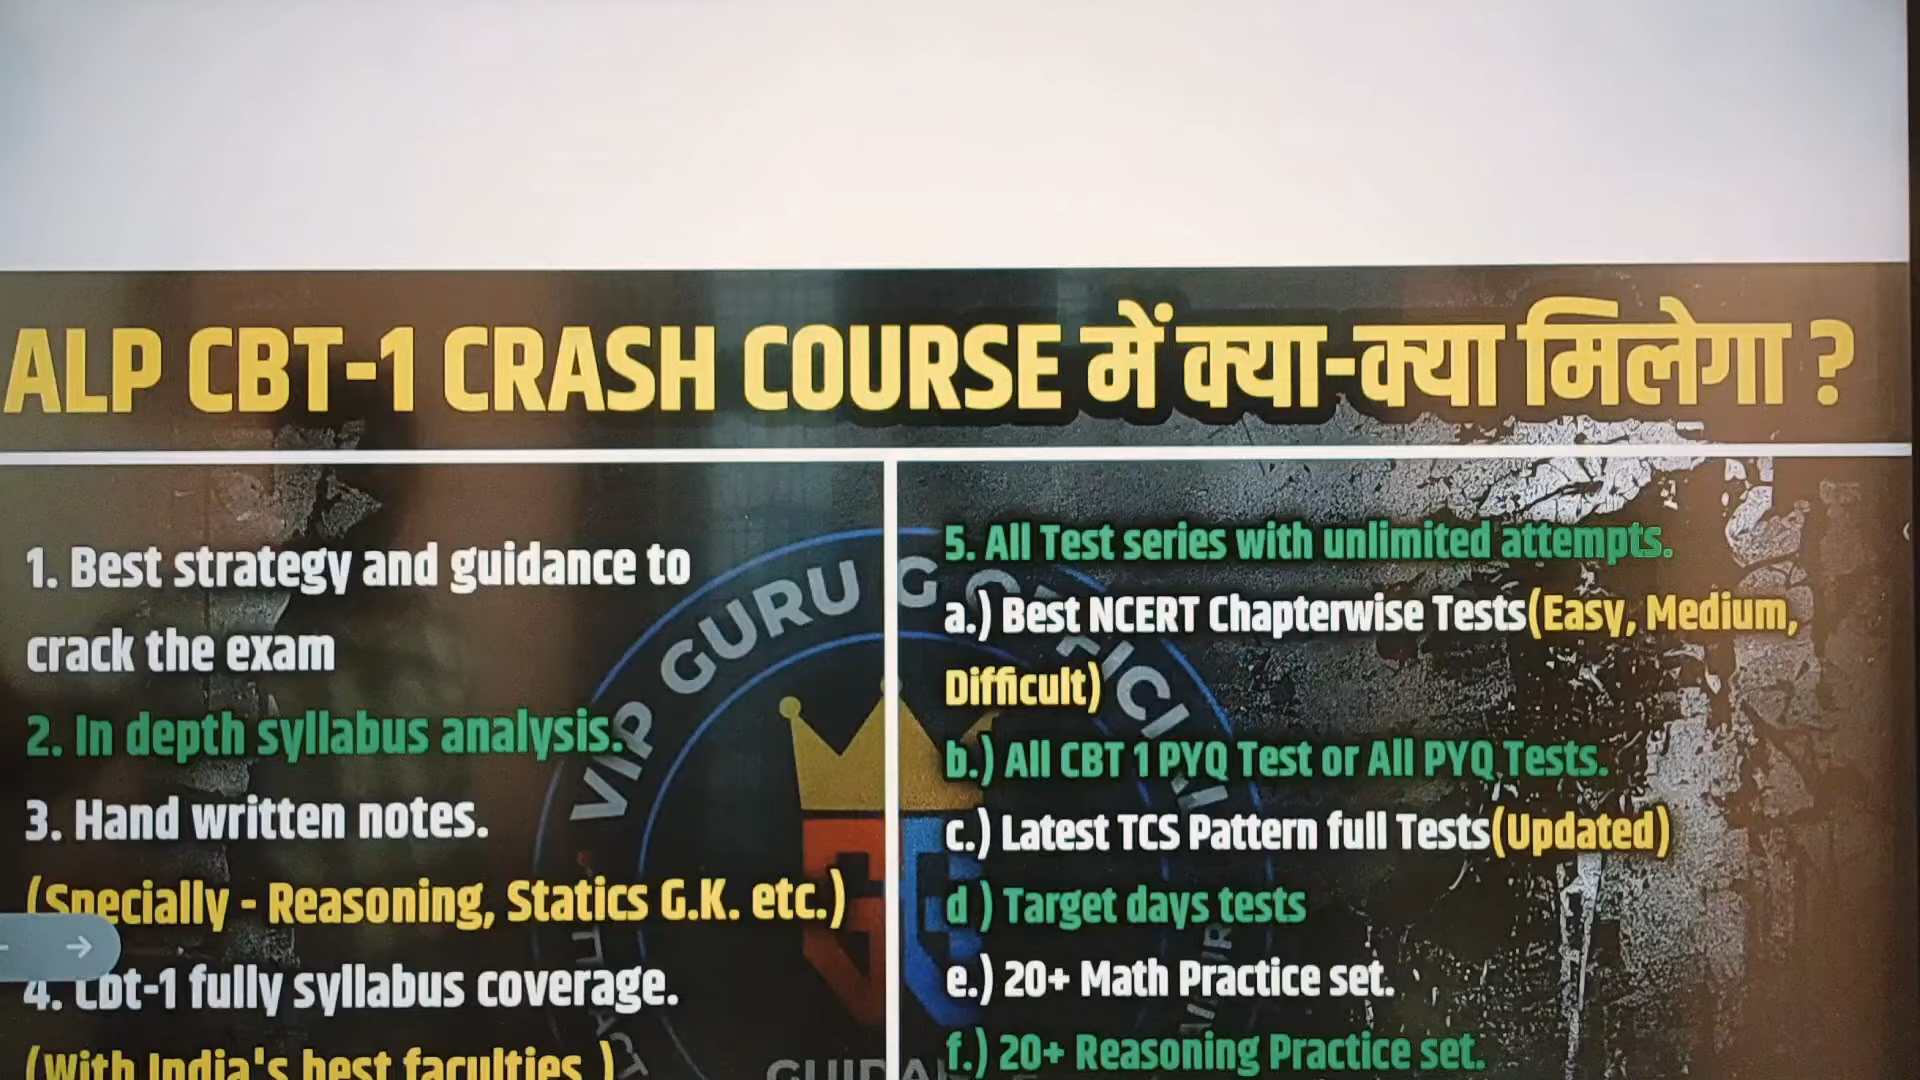 ALP CBT-1 CRASH COURSE में क्या-क्या मिलेगा ?
1. Best strategy and guidance to
crack the exam
2. In depth syllabus analysis.
3. Hand written notes.
(Specially - Reasoning, Statics G.K. etc.)
4. Cbt-1 fully syllabus coverage.
(With India's best faculties )
5. All Test series with unlimited attempts.
a.) Best NCERT Chapterwise Tests(Easy, Medium,
Difficult)
b.) All CBT 1 PYQ Test or All PYQ Tests.
c.) Latest TCS Pattern full Tests(Updated)
d ) Target days tests
e.) 20+ Math Practice set.
f.) 20+ Reasoning Practice set.
VIP GURU G